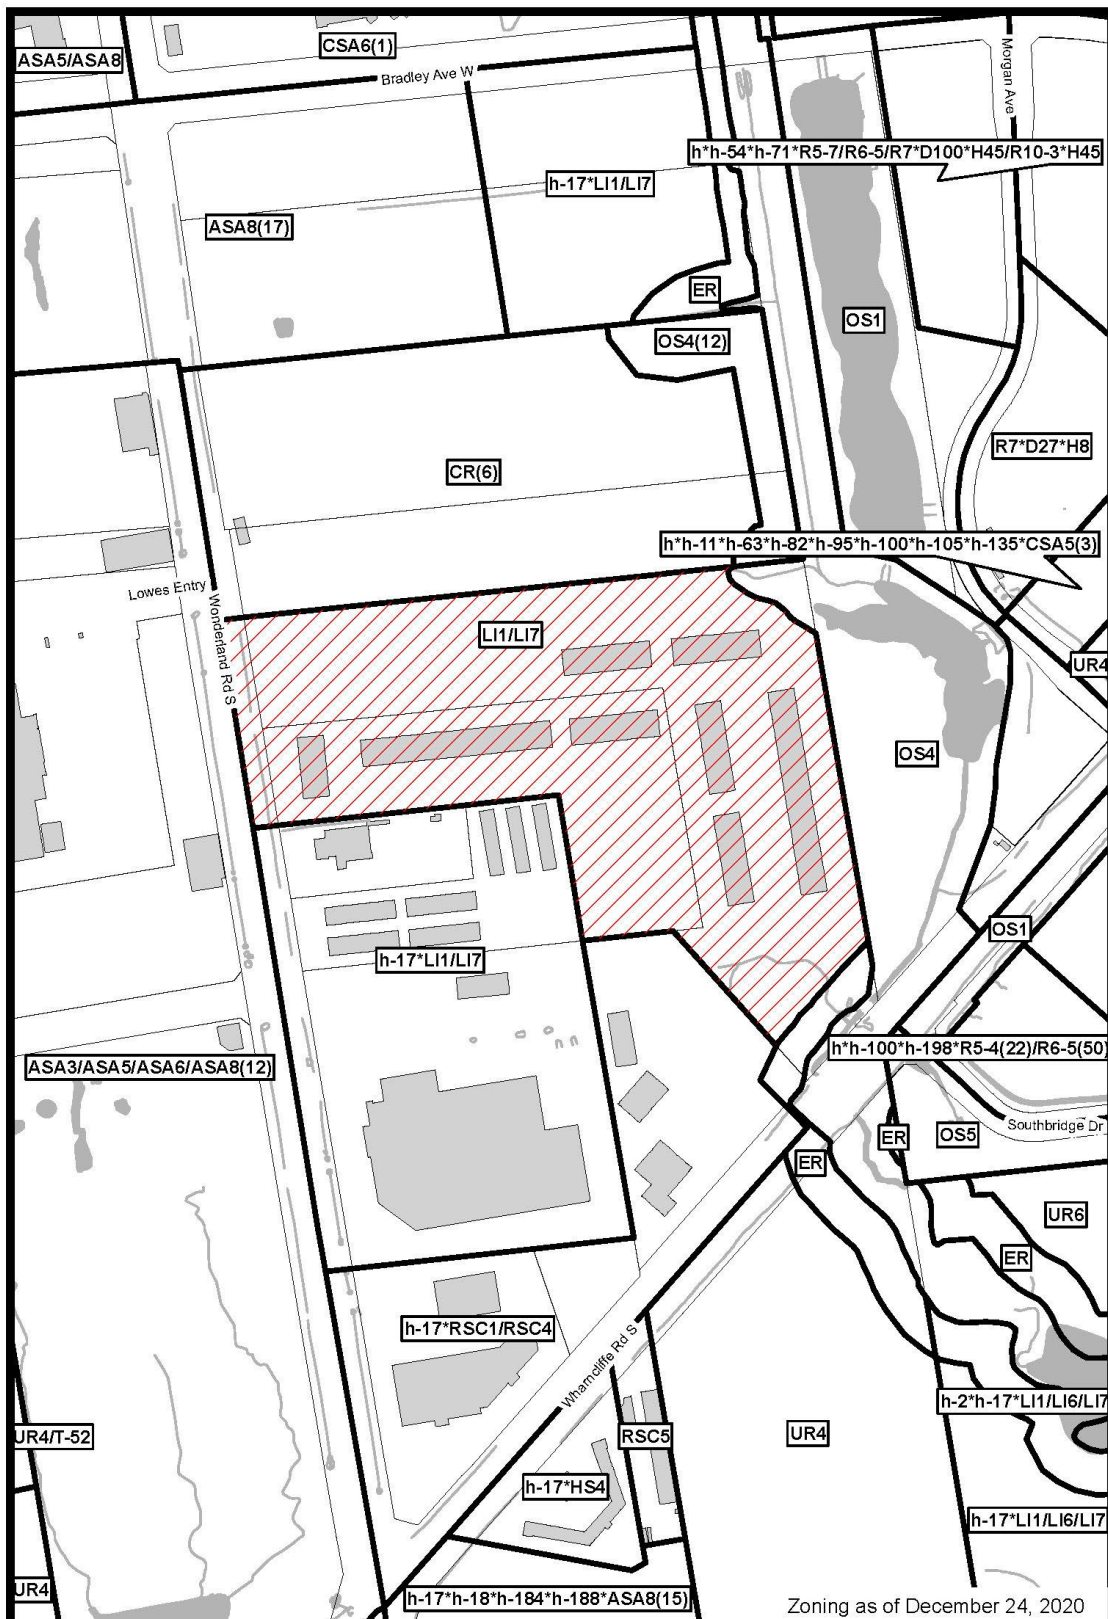 CSA6(1)
ASA5/ASA8
Bradley Ave W
Morgan Ave
h*h-54*h-71*R5-7/R6-5/R7*D100*H45/R10-3*H45
h-17*LI1/LI7
ASA8(17)
ER
OS1
OS4(12)
R7*D27*H8
CR(6)
h*h-11*h-63*h-82*h-95*h-100*h-105*h-135*CSA5(3)
Lowes Entry
Wonderland Rd S
LI1/LI7
UR4
OS4
OS1
h-17*LI1/LI7
h*h-100*h-198*R5-4(22)/R6-5(50)
ASA3/ASA5/ASA6/ASA8(12)
Southbridge Dr
ER
OS5
ER
UR6
ER
h-17*RSC1/RSC4
Wharncliffe Rd S
h-2*h-17*LI1/LI6/LI7
UR4/T-52
RSC5
UR4
h-17*HS4
h-17*LI1/LI6/LI7
UR4
h-17*h-18*h-184*h-188*ASA8(15)
Zoning as of December 24, 2020